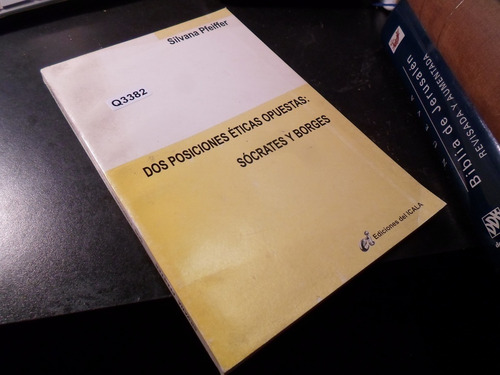 Silvana Pfeiffer
Q3382
DOS POSICIONES ÉTICAS OPUESTAS:
SÓCRATES Y BORGES
Ediciones del ICALA
Biblia de Jerusalén
REVISADA Y AUMENTADA